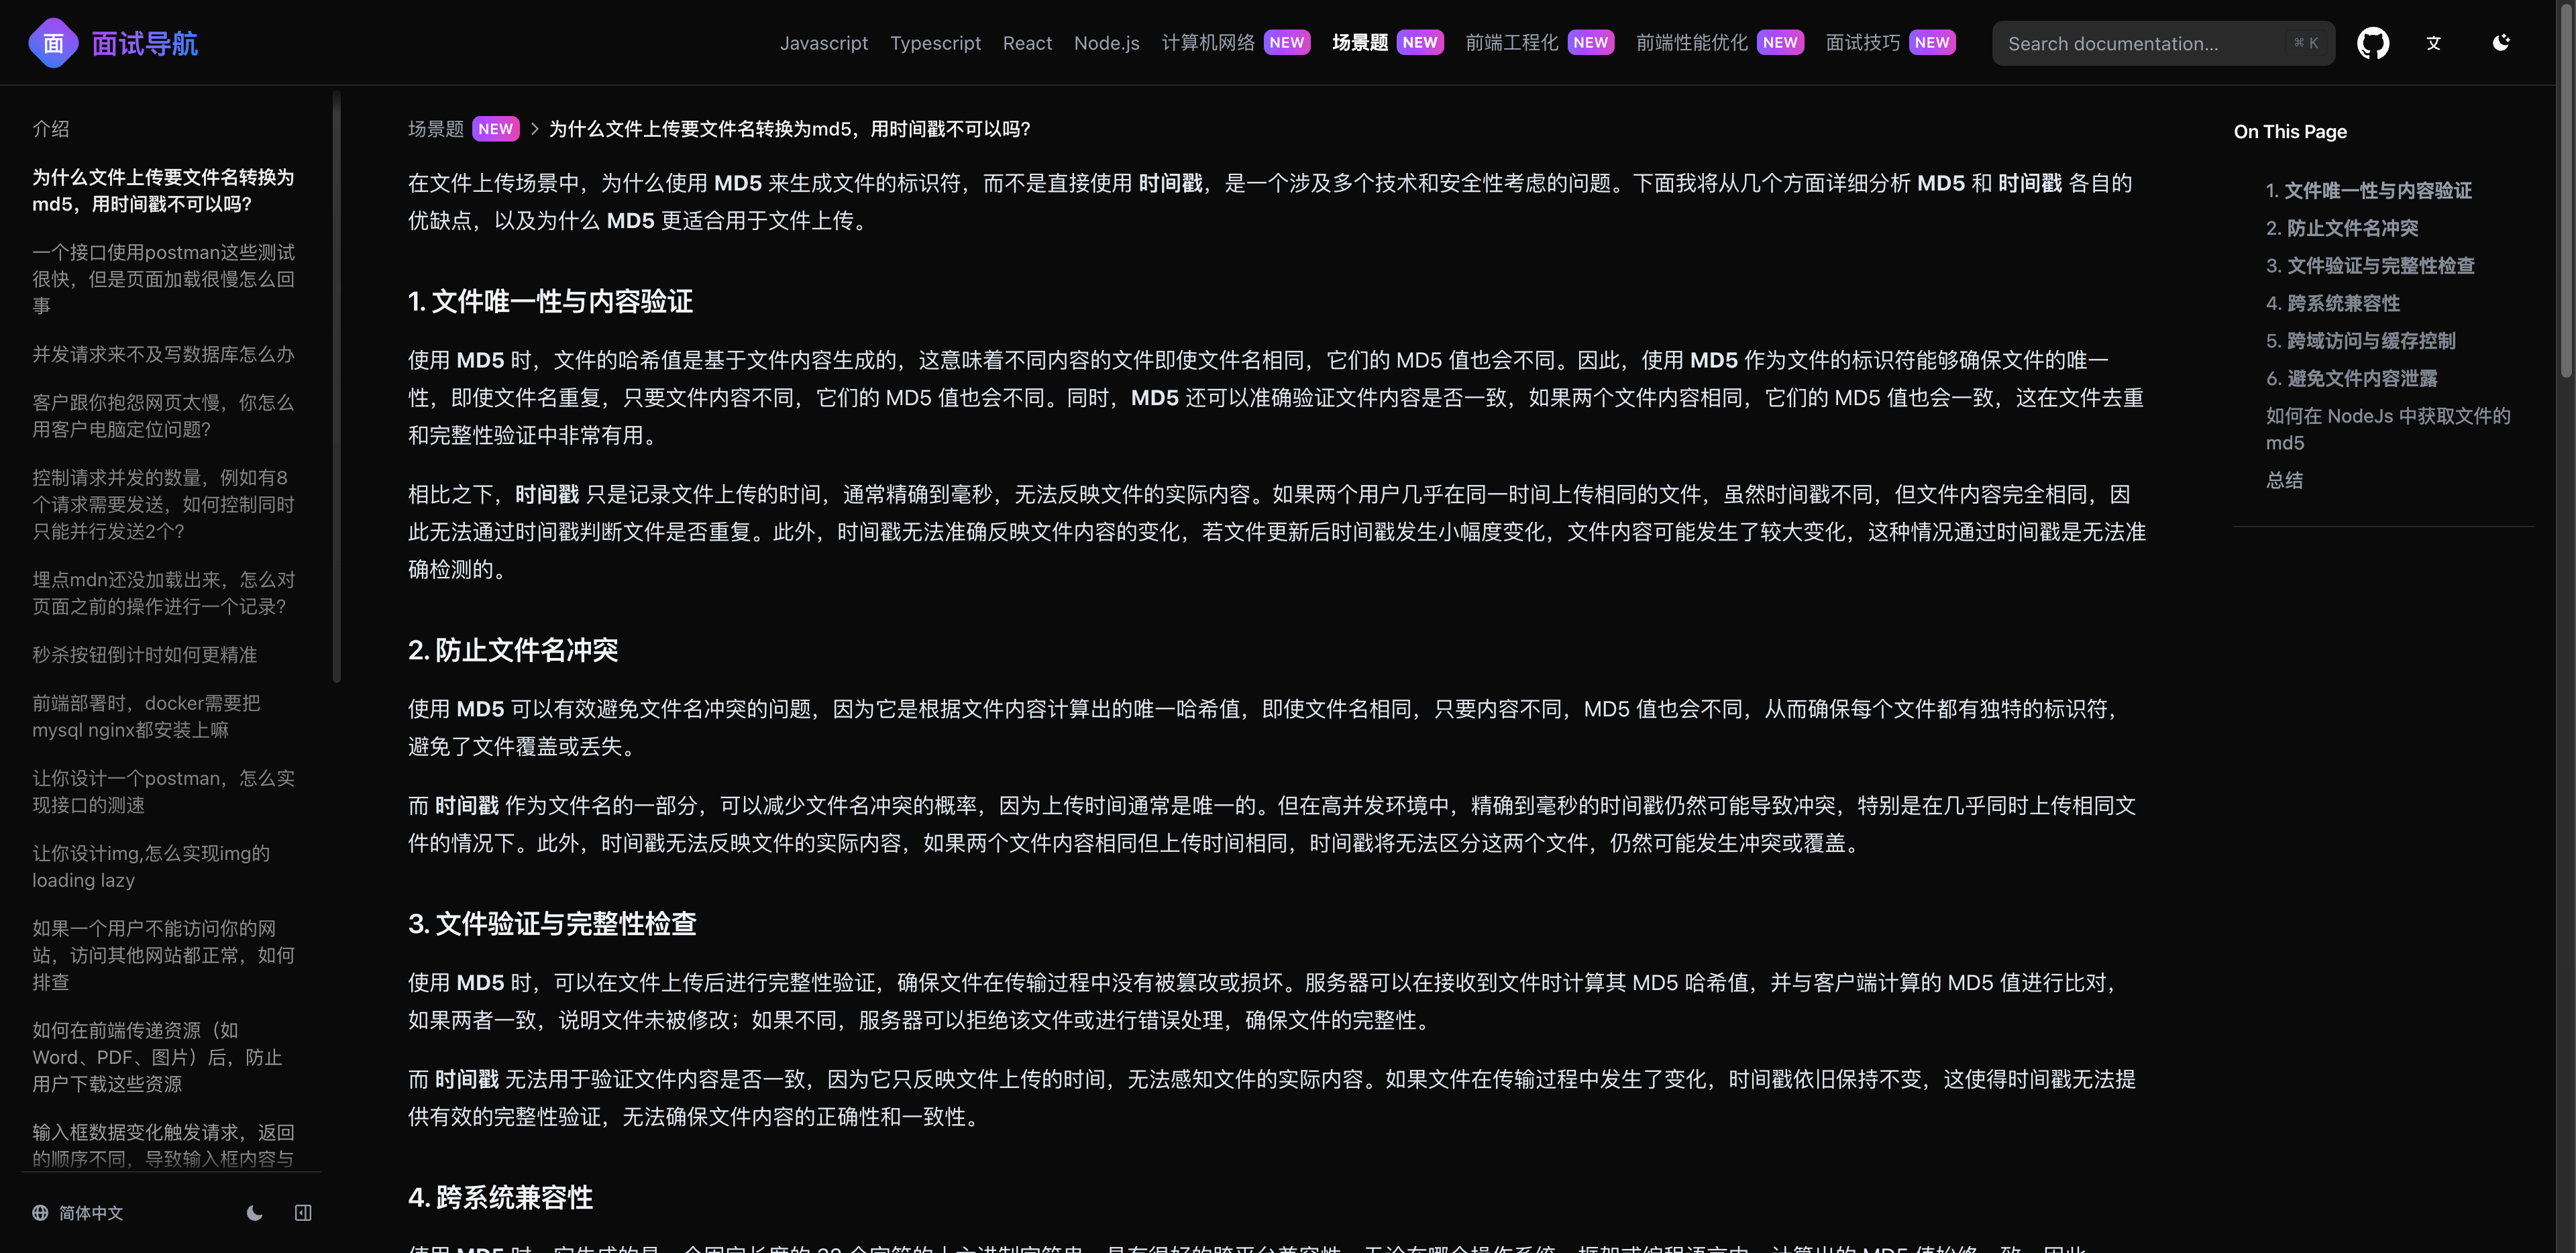 面 面试导航
Javascript Typescript React Node.js 计算机网络 NEW 场景题 NEW 前端工程化 NEW 前端性能优化 NEW 面试技巧 NEW Search documentation... ⌘ K 文
介绍
为什么文件上传要文件名转换为
md5，用时间戳不可以吗?
一个接口使用postman这些测试
很快，但是页面加载很慢怎么回
事
并发请求来不及写数据库怎么办
客户跟你抱怨网页太慢，你怎么
用客户电脑定位问题?
控制请求并发的数量，例如有8
个请求需要发送，如何控制同时
只能并行发送2个?
埋点mdn还没加载出来，怎么对
页面之前的操作进行一个记录?
秒杀按钮倒计时如何更精准
前端部署时，docker需要把
mysql nginx都安装上嘛
让你设计一个postman，怎么实
现接口的测速
让你设计img,怎么实现img的
loading lazy
如果一个用户不能访问你的网
站，访问其他网站都正常，如何
排查
如何在前端传递资源（如
Word、PDF、图片）后，防止
用户下载这些资源
输入框数据变化触发请求，返回
的顺序不同，导致输入框内容与
简体中文
场景题 NEW > 为什么文件上传要文件名转换为md5，用时间戳不可以吗?
在文件上传场景中，为什么使用 MD5 来生成文件的标识符，而不是直接使用 时间戳，是一个涉及多个技术和安全性考虑的问题。下面我将从几个方面详细分析 MD5 和 时间戳 各自的
优缺点，以及为什么 MD5 更适合用于文件上传。
1. 文件唯一性与内容验证
使用 MD5 时，文件的哈希值是基于文件内容生成的，这意味着不同内容的文件即使文件名相同，它们的 MD5 值也会不同。因此，使用 MD5 作为文件的标识符能够确保文件的唯一
性，即使文件名重复，只要文件内容不同，它们的 MD5 值也会不同。同时，MD5 还可以准确验证文件内容是否一致，如果两个文件内容相同，它们的 MD5 值也会一致，这在文件去重
和完整性验证中非常有用。
相比之下，时间戳 只是记录文件上传的时间，通常精确到毫秒，无法反映文件的实际内容。如果两个用户几乎在同一时间上传相同的文件，虽然时间戳不同，但文件内容完全相同，因
此无法通过时间戳判断文件是否重复。此外，时间戳无法准确反映文件内容的变化，若文件更新后时间戳发生小幅度变化，文件内容可能发生了较大变化，这种情况通过时间戳是无法准
确检测的。
2. 防止文件名冲突
使用 MD5 可以有效避免文件名冲突的问题，因为它是根据文件内容计算出的唯一哈希值，即使文件名相同，只要内容不同，MD5 值也会不同，从而确保每个文件都有独特的标识符，
避免了文件覆盖或丢失。
而 时间戳 作为文件名的一部分，可以减少文件名冲突的概率，因为上传时间通常是唯一的。但在高并发环境中，精确到毫秒的时间戳仍然可能导致冲突，特别是在几乎同时上传相同文
件的情况下。此外，时间戳无法反映文件的实际内容，如果两个文件内容相同但上传时间相同，时间戳将无法区分这两个文件，仍然可能发生冲突或覆盖。
3. 文件验证与完整性检查
使用 MD5 时，可以在文件上传后进行完整性验证，确保文件在传输过程中没有被篡改或损坏。服务器可以在接收到文件时计算其 MD5 哈希值，并与客户端计算的 MD5 值进行比对，
如果两者一致，说明文件未被修改；如果不同，服务器可以拒绝该文件或进行错误处理，确保文件的完整性。
而 时间戳 无法用于验证文件内容是否一致，因为它只反映文件上传的时间，无法感知文件的实际内容。如果文件在传输过程中发生了变化，时间戳依旧保持不变，这使得时间戳无法提
供有效的完整性验证，无法确保文件内容的正确性和一致性。
4. 跨系统兼容性
On This Page
1. 文件唯一性与内容验证
2. 防止文件名冲突
3. 文件验证与完整性检查
4. 跨系统兼容性
5. 跨域访问与缓存控制
6. 避免文件内容泄露
如何在 NodeJs 中获取文件的
md5
总结